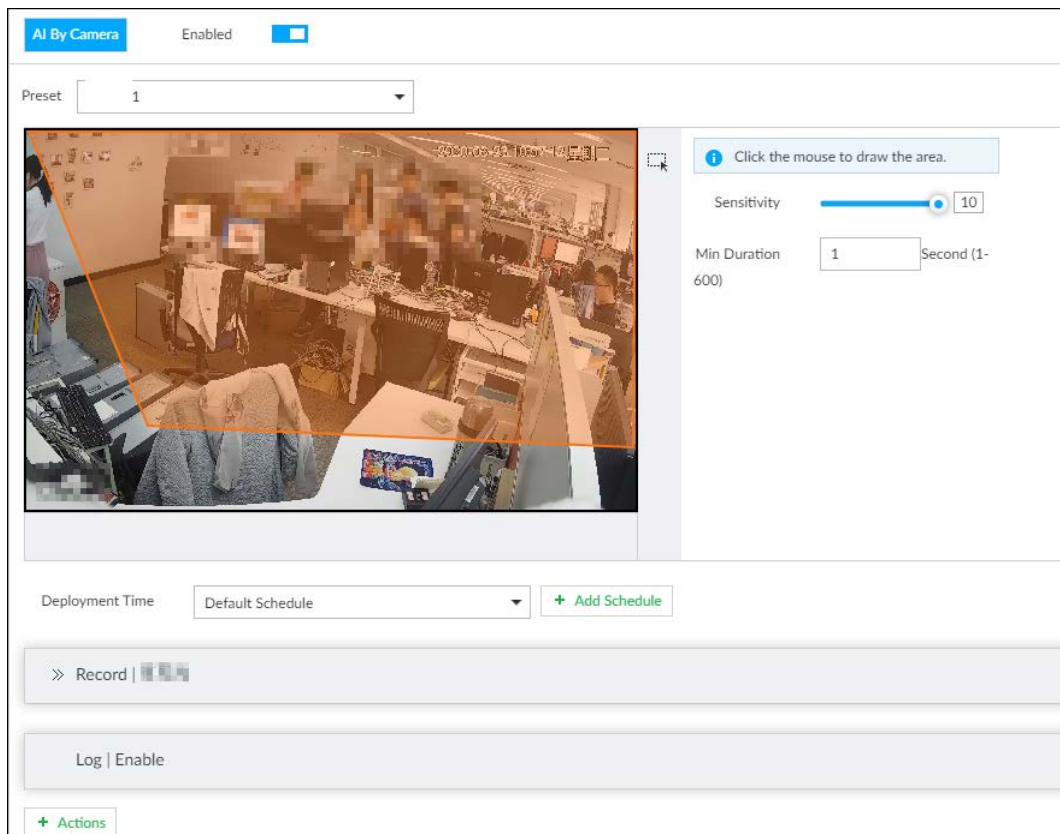 AI By Camera Enabled
Preset 1
Click the mouse to draw the area.
Sensitivity 10
Min Duration 1 Second (1-
600)
Deployment Time Default Schedule + Add Schedule
Record |
Log | Enable
+ Actions